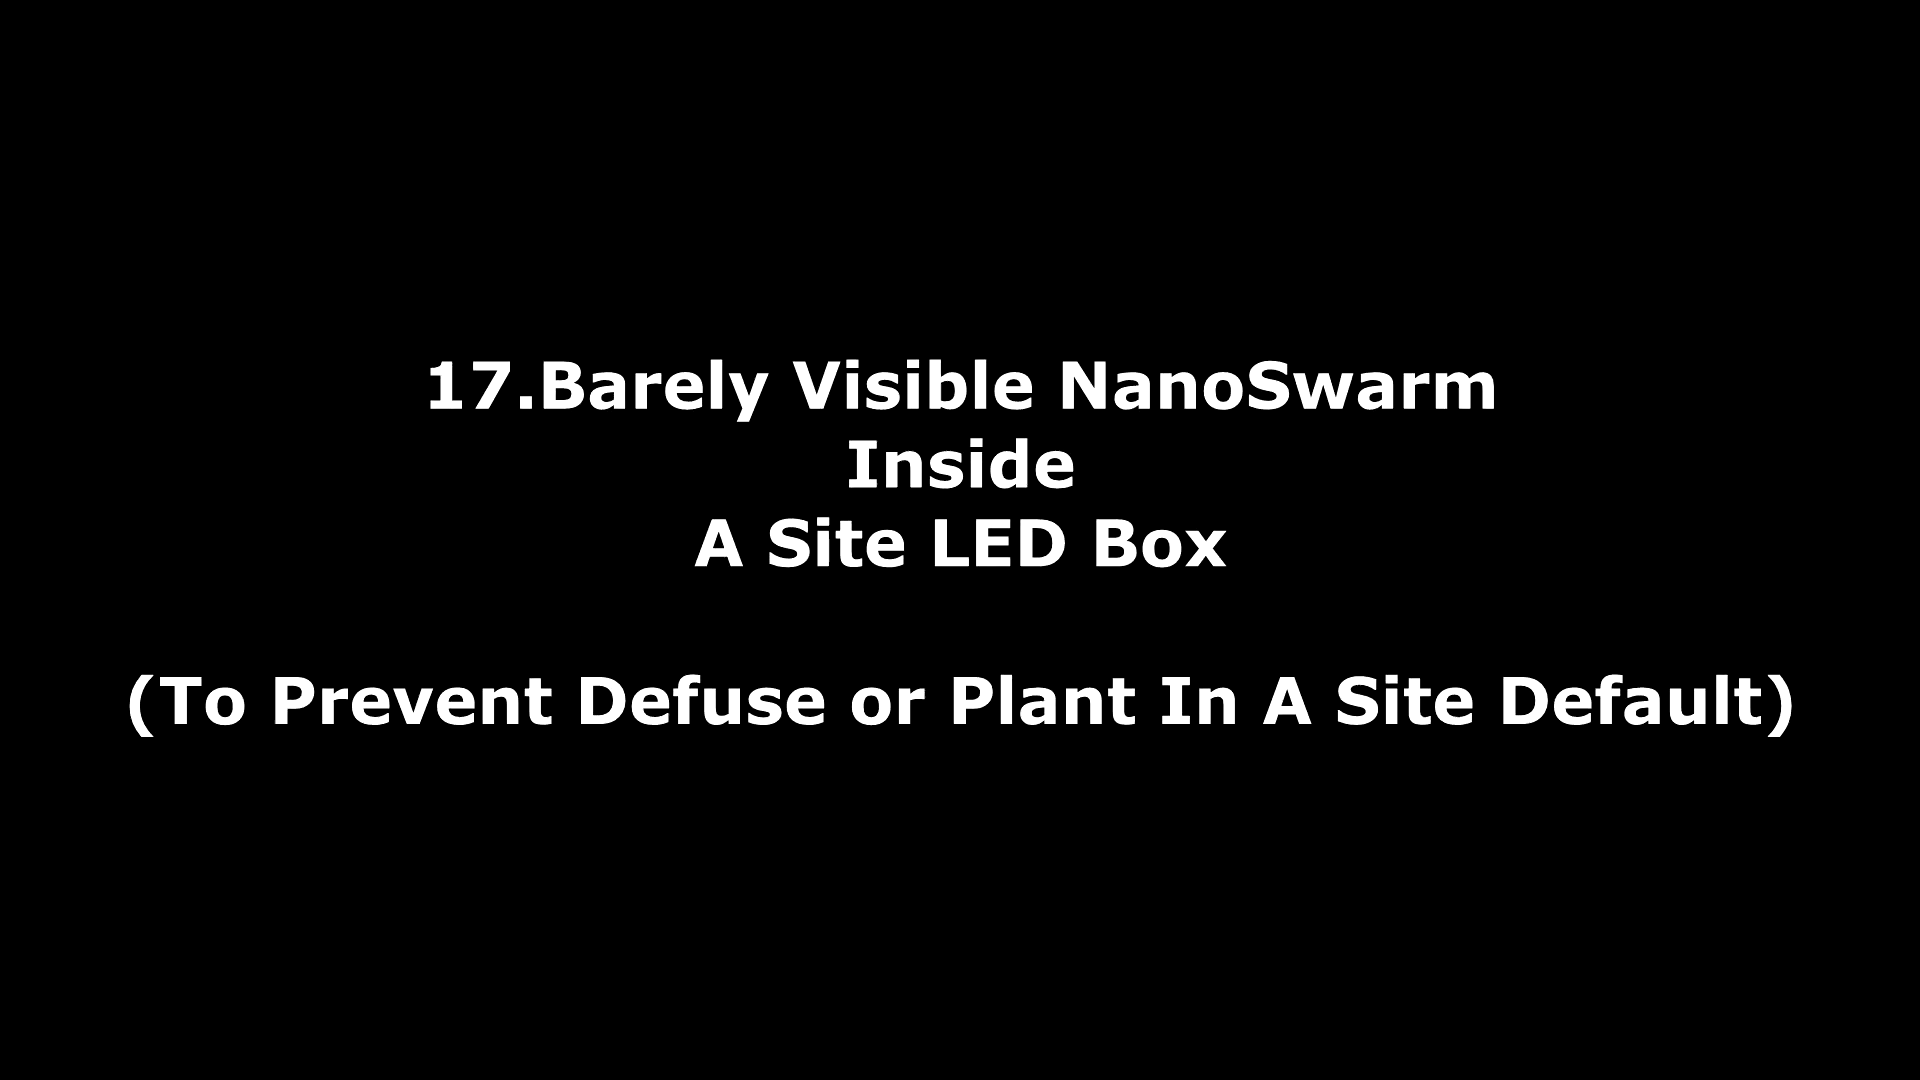 17.Barely Visible NanoSwarm
Inside
A Site LED Box
(To Prevent Defuse or Plant In A Site Default)